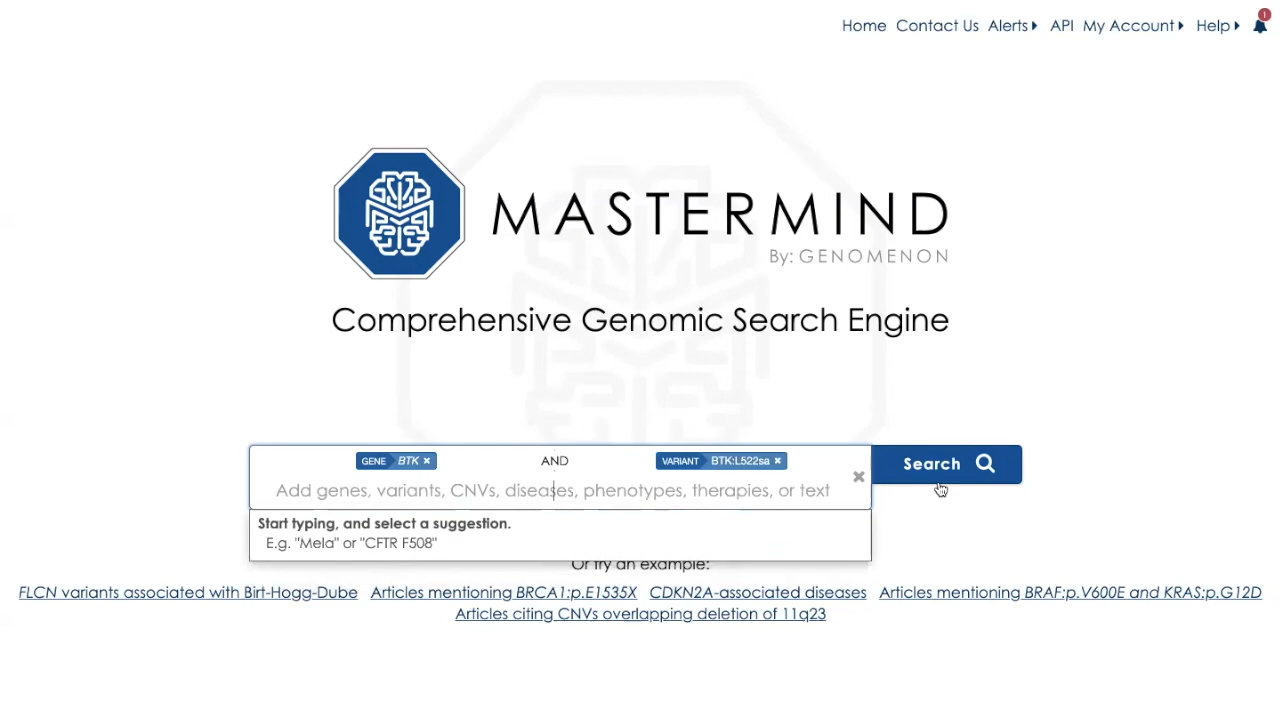 Home Contact Us Alerts API My Account Help 1
MASTERMIND
By: GENOMENON
Comprehensive Genomic Search Engine
GENE BTK × AND VARIANT BTK:L522sa ×
Search
Add genes, variants, CNVs, diseases, phenotypes, therapies, or text
Start typing, and select a suggestion.
E.g. "Mela" or "CFTR F508"
Or try an example:
FLCN variants associated with Birt-Hogg-Dube Articles mentioning BRCA1:p.E1535X CDKN2A-associated diseases Articles mentioning BRAF:p.V600E and KRAS:p.G12D
Articles citing CNVs overlapping deletion of 11q23